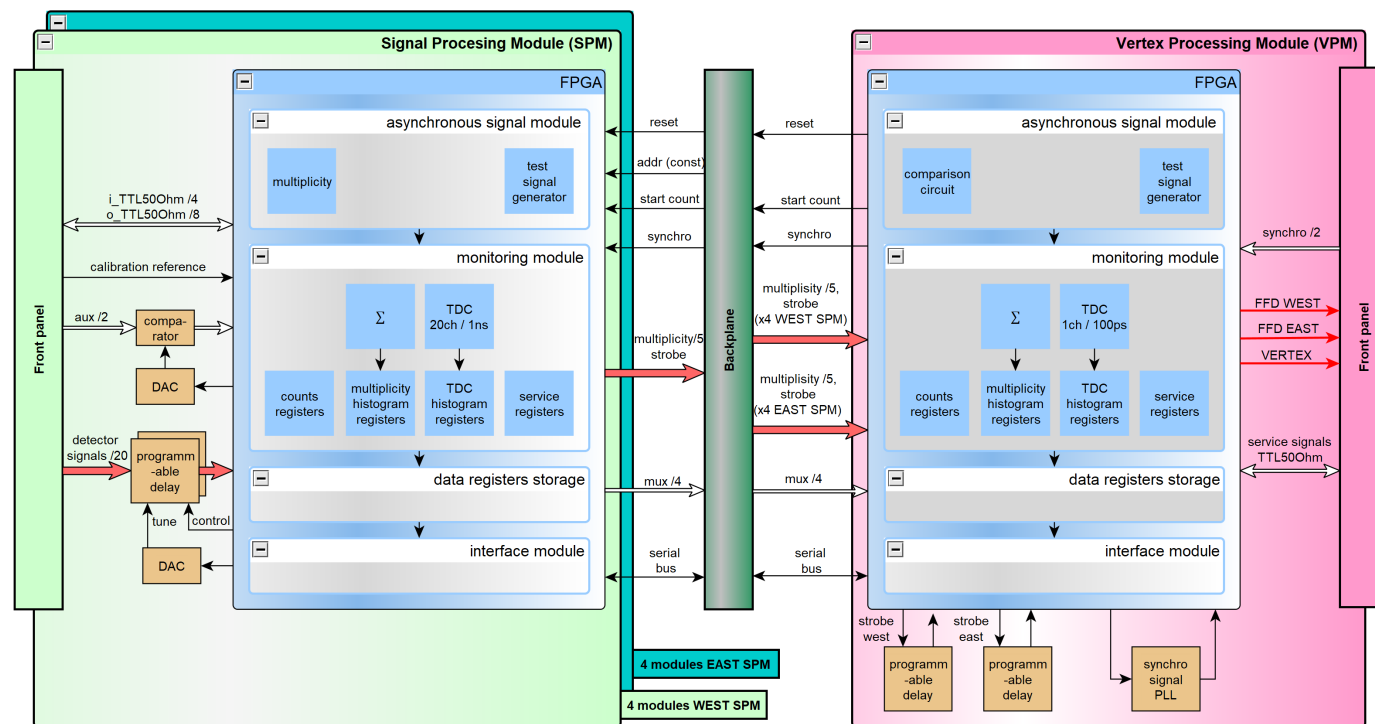 Signal Procesing Module (SPM)
Front panel
FPGA
asynchronous signal module
multiplicity
test
signal
generator
i_TTL50Ohm /4
o_TTL50Ohm /8
calibration reference
aux /2
compa-
rator
DAC
detector
signals /20
programm
-able
delay
tune
control
DAC
monitoring module
Σ
TDC
20ch / 1ns
counts
registers
multiplicity
histogram
registers
TDC
histogram
registers
service
registers
data registers storage
interface module
4 modules EAST SPM
4 modules WEST SPM
reset
addr (const)
start count
synchro
multiplicity/5
strobe
mux /4
serial
bus
Backplane
reset
start count
synchro
multiplisity /5,
strobe
(x4 WEST SPM)
multiplisity /5,
strobe
(x4 EAST SPM)
mux /4
serial
bus
Vertex Processing Module (VPM)
FPGA
asynchronous signal module
comparison
circuit
test
signal
generator
monitoring module
Σ
TDC
1ch / 100ps
counts
registers
multiplicity
histogram
registers
TDC
histogram
registers
service
registers
data registers storage
interface module
synchro /2
FFD WEST
FFD EAST
VERTEX
service signals
TTL50Ohm
Front panel
strobe
west
programm
-able
delay
strobe
east
programm
-able
delay
synchro
signal
PLL